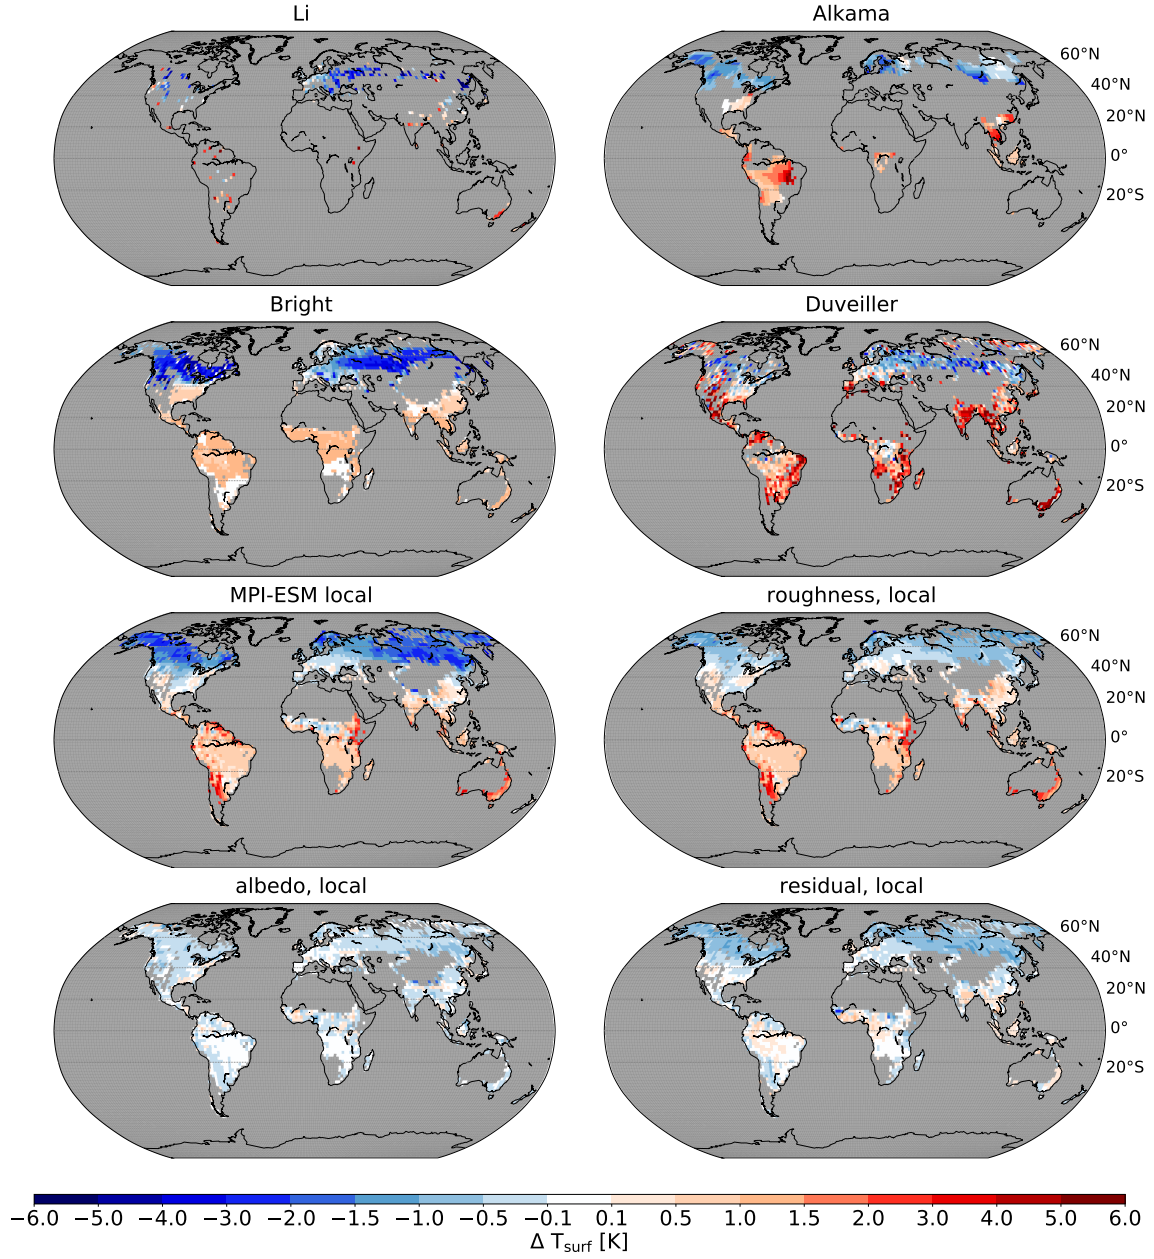 Li
Alkama
60°N
40°N
20°N
0°
20°S
Bright
Duveiller
60°N
40°N
20°N
0°
20°S
MPI-ESM local
roughness, local
60°N
40°N
20°N
0°
20°S
albedo, local
residual, local
60°N
40°N
20°N
0°
20°S
−6.0 −5.0 −4.0 −3.0 −2.0 −1.5 −1.0 −0.5 −0.1 0.1 0.5 1.0 1.5 2.0 3.0 4.0 5.0 6.0
Δ T_surf [K]